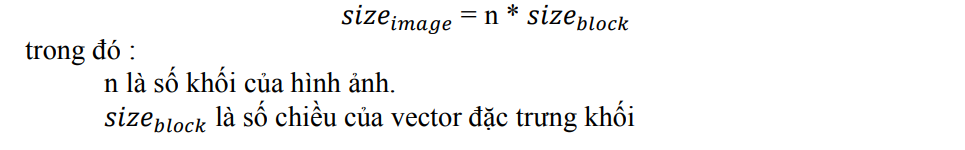 size_image = n * size_block
trong đó :
n là số khối của hình ảnh.
size_block là số chiều của vector đặc trưng khối